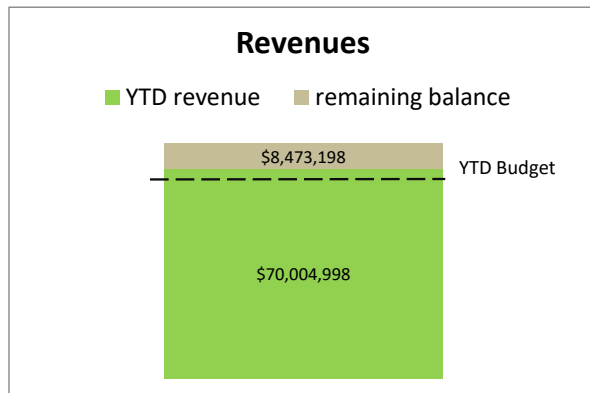 Revenues
YTD revenue remaining balance
$8,473,198
YTD Budget
$70,004,998